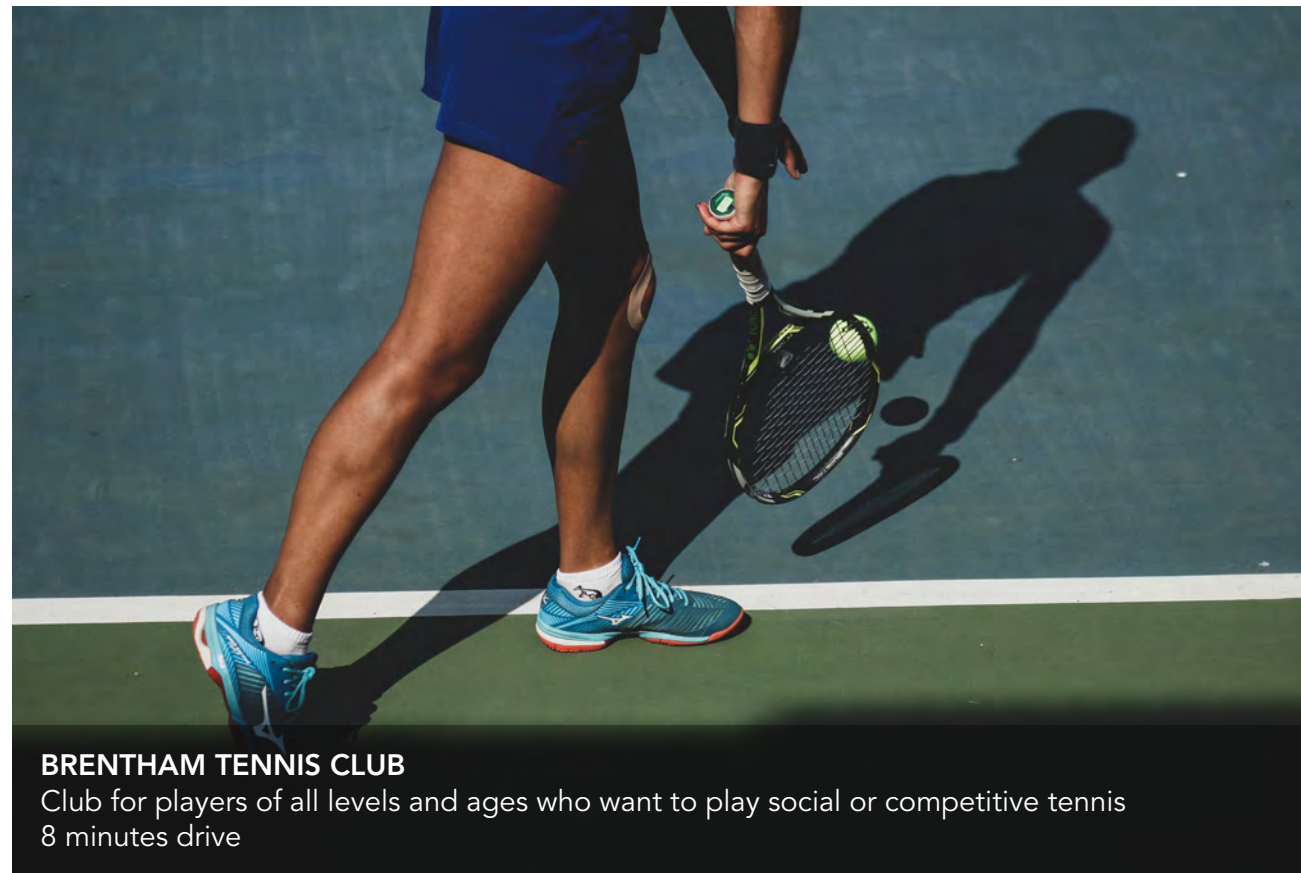 BRENTHAM TENNIS CLUB
Club for players of all levels and ages who want to play social or competitive tennis
8 minutes drive